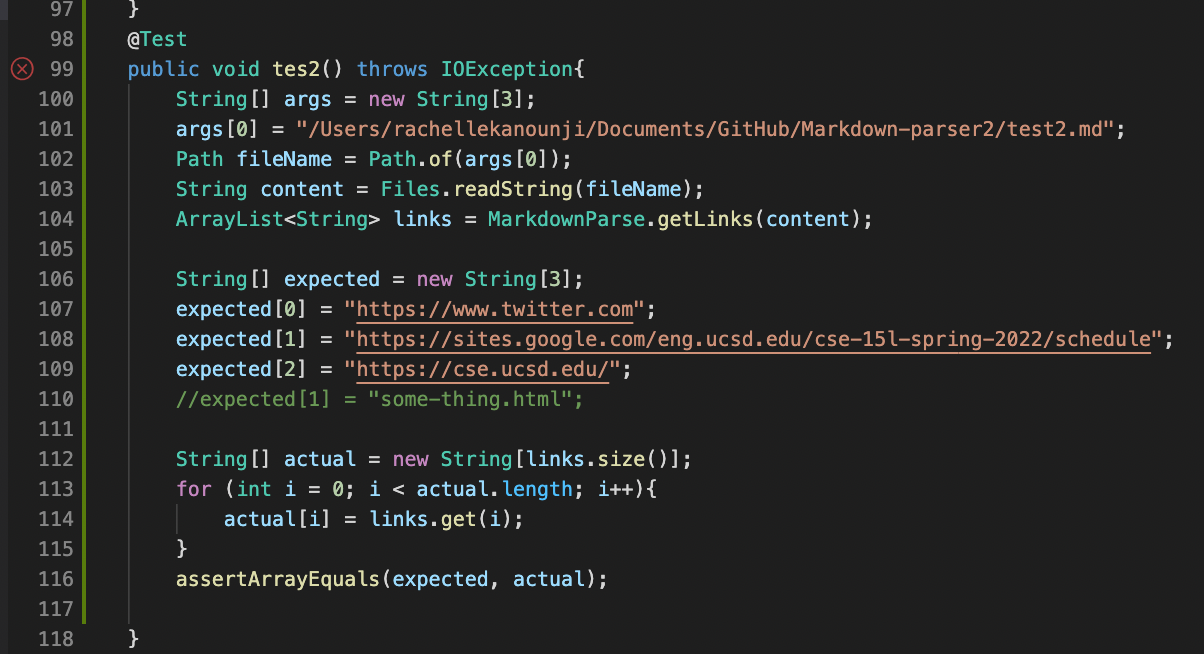 97 }
98 @Test
99 public void tes2() throws IOException{
100 String[] args = new String[3];
101 args[0] = "/Users/rachellekanounji/Documents/GitHub/Markdown-parser2/test2.md";
102 Path fileName = Path.of(args[0]);
103 String content = Files.readString(fileName);
104 ArrayList<String> links = MarkdownParse.getLinks(content);
105
106 String[] expected = new String[3];
107 expected[0] = "https://www.twitter.com";
108 expected[1] = "https://sites.google.com/eng.ucsd.edu/cse-15l-spring-2022/schedule";
109 expected[2] = "https://cse.ucsd.edu/";
110 //expected[1] = "some-thing.html";
111
112 String[] actual = new String[links.size()];
113 for (int i = 0; i < actual.length; i++){
114 actual[i] = links.get(i);
115 }
116 assertArrayEquals(expected, actual);
117
118 }